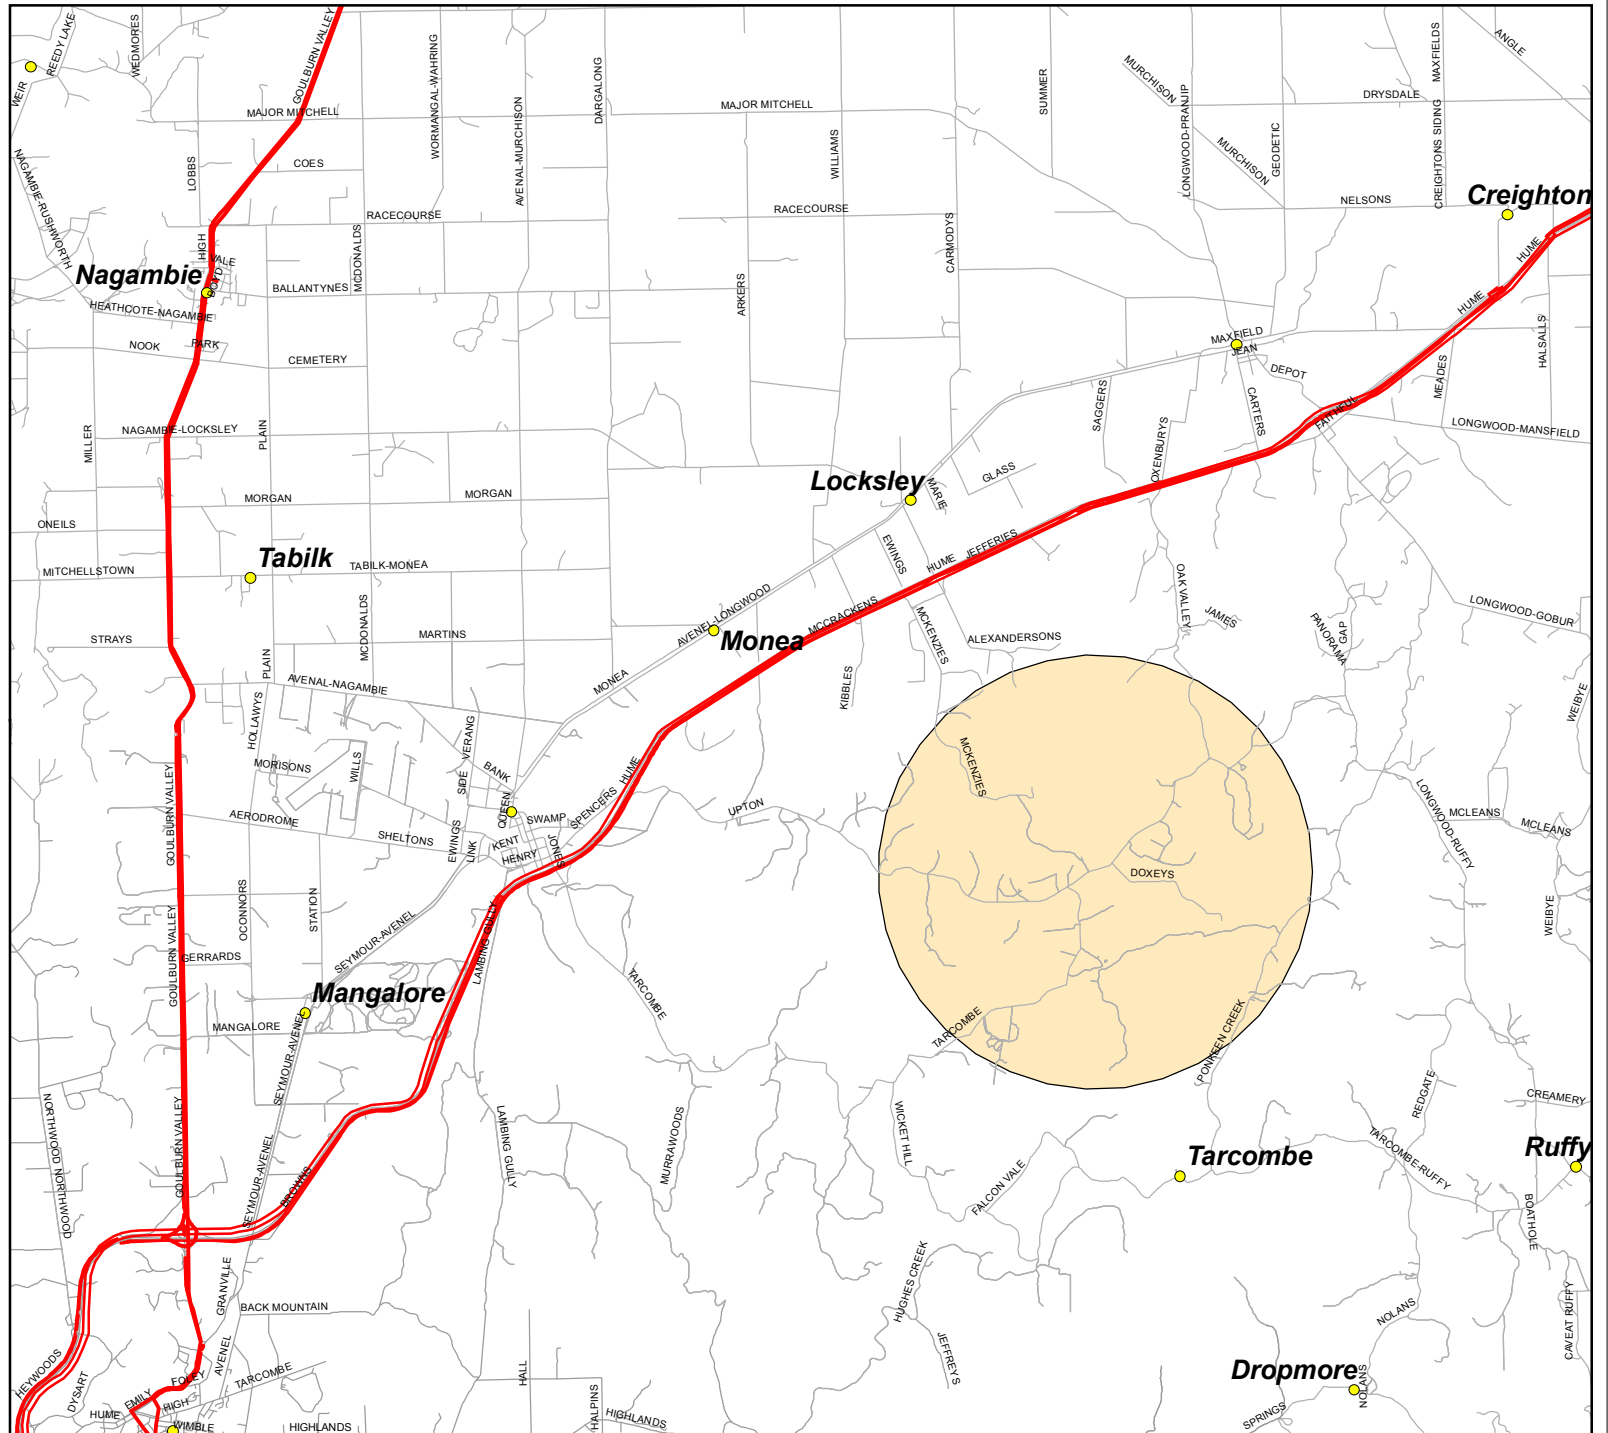 REEDY LAKE
WEDMORES
WEIR
GOULBURN VALLEY
WORMANGAL-WAHRING
AVENAL-MURCHISON
DARGALONG
MAJOR MITCHELL
MAJOR MITCHELL
WILLIAMS
SUMMER
MURCHISON
LONGWOOD-PRANJIP
MURCHISON
GEODETIC
DRYSDALE
MAXFIELDS
CREIGHTONS SIDING
ANGLE
NAGAMBIE-RUSHWORTH
LOBBS
COES
RACECOURSE
RACECOURSE
NELSONS
Creighton
HIGH
VALE
BOYD
MCDONALDS
CARMODYS
ARKERS
HUME
HUME
HALSALLS
Nagambie
BALLANTYNES
HEATHCOTE-NAGAMBIE
NOOK
PARK
CEMETERY
MAXFIELD
JEAN
DEPOT
MEADES
SAGGERS
CARTERS
OXENBURYS
LONGWOOD-MANSFIELD
MILLER
NAGAMBIE-LOCKSLEY
PLAIN
Locksley
MARIE
GLASS
MORGAN
MORGAN
ONEILS
MITCHELLSTOWN
Tabilk
TABILK-MONEA
EWINGS
HUME
JEFFERIES
MCCRACKENS
OAK VALLEY
JAMES
PANORAMA
GAP
LONGWOOD-GOBUR
STRAYS
MCDONALDS
MARTINS
AVENEL-LONGWOOD
Monea
MCKENZIES
ALEXANDERSONS
PLAIN
AVENAL-NAGAMBIE
MONEA
KIBBLES
WEIBYE
HOLLAWYS
MORISONS
WILLS
SIDE
VERANG
BANK
HUME
MCKENZIES
GOULBURN VALLEY
AERODROME
SHELTONS
EWINGS
LINK
QUEEN
SWAMP
SPENCERS
KENT
HENRY
JONES
UPTON
LONGWOOD-RUFFY
MCLEANS
MCLEANS
DOXEYS
OCONNORS
STATION
GOULBURN VALLEY
GERRARDS
SEYMOUR-AVENEL
LAMBING GULLY
TARCOMBE
WEIBYE
Mangalore
MANGALORE
SEYMOUR-AVENEL
TARCOMBE
PONKEEN CREEK
NORTHWOOD NORTHWOOD
GOULBURN VALLEY
SEYMOUR-AVENEL
BROWNS
LAMBING GULLY
MURRAWOODS
WICKET HILL
FALCON VALE
Tarcombe
REDGATE
CREAMERY
TARCOMBE-RUFFY
Ruffy
BOATHOLE
HUGHES CREEK
JEFFREYS
GRANVILLE
BACK MOUNTAIN
NOLANS
CAVEAT RUFFY
Dropmore
NOLANS
SPRINGS
HEYWOODS
DYSART
AVENEL
EMILY
FOLEY
TARCOMBE
HIGH
HUME
WIMBLE
HIGHLANDS
HALL
HALPINS
HIGHLANDS